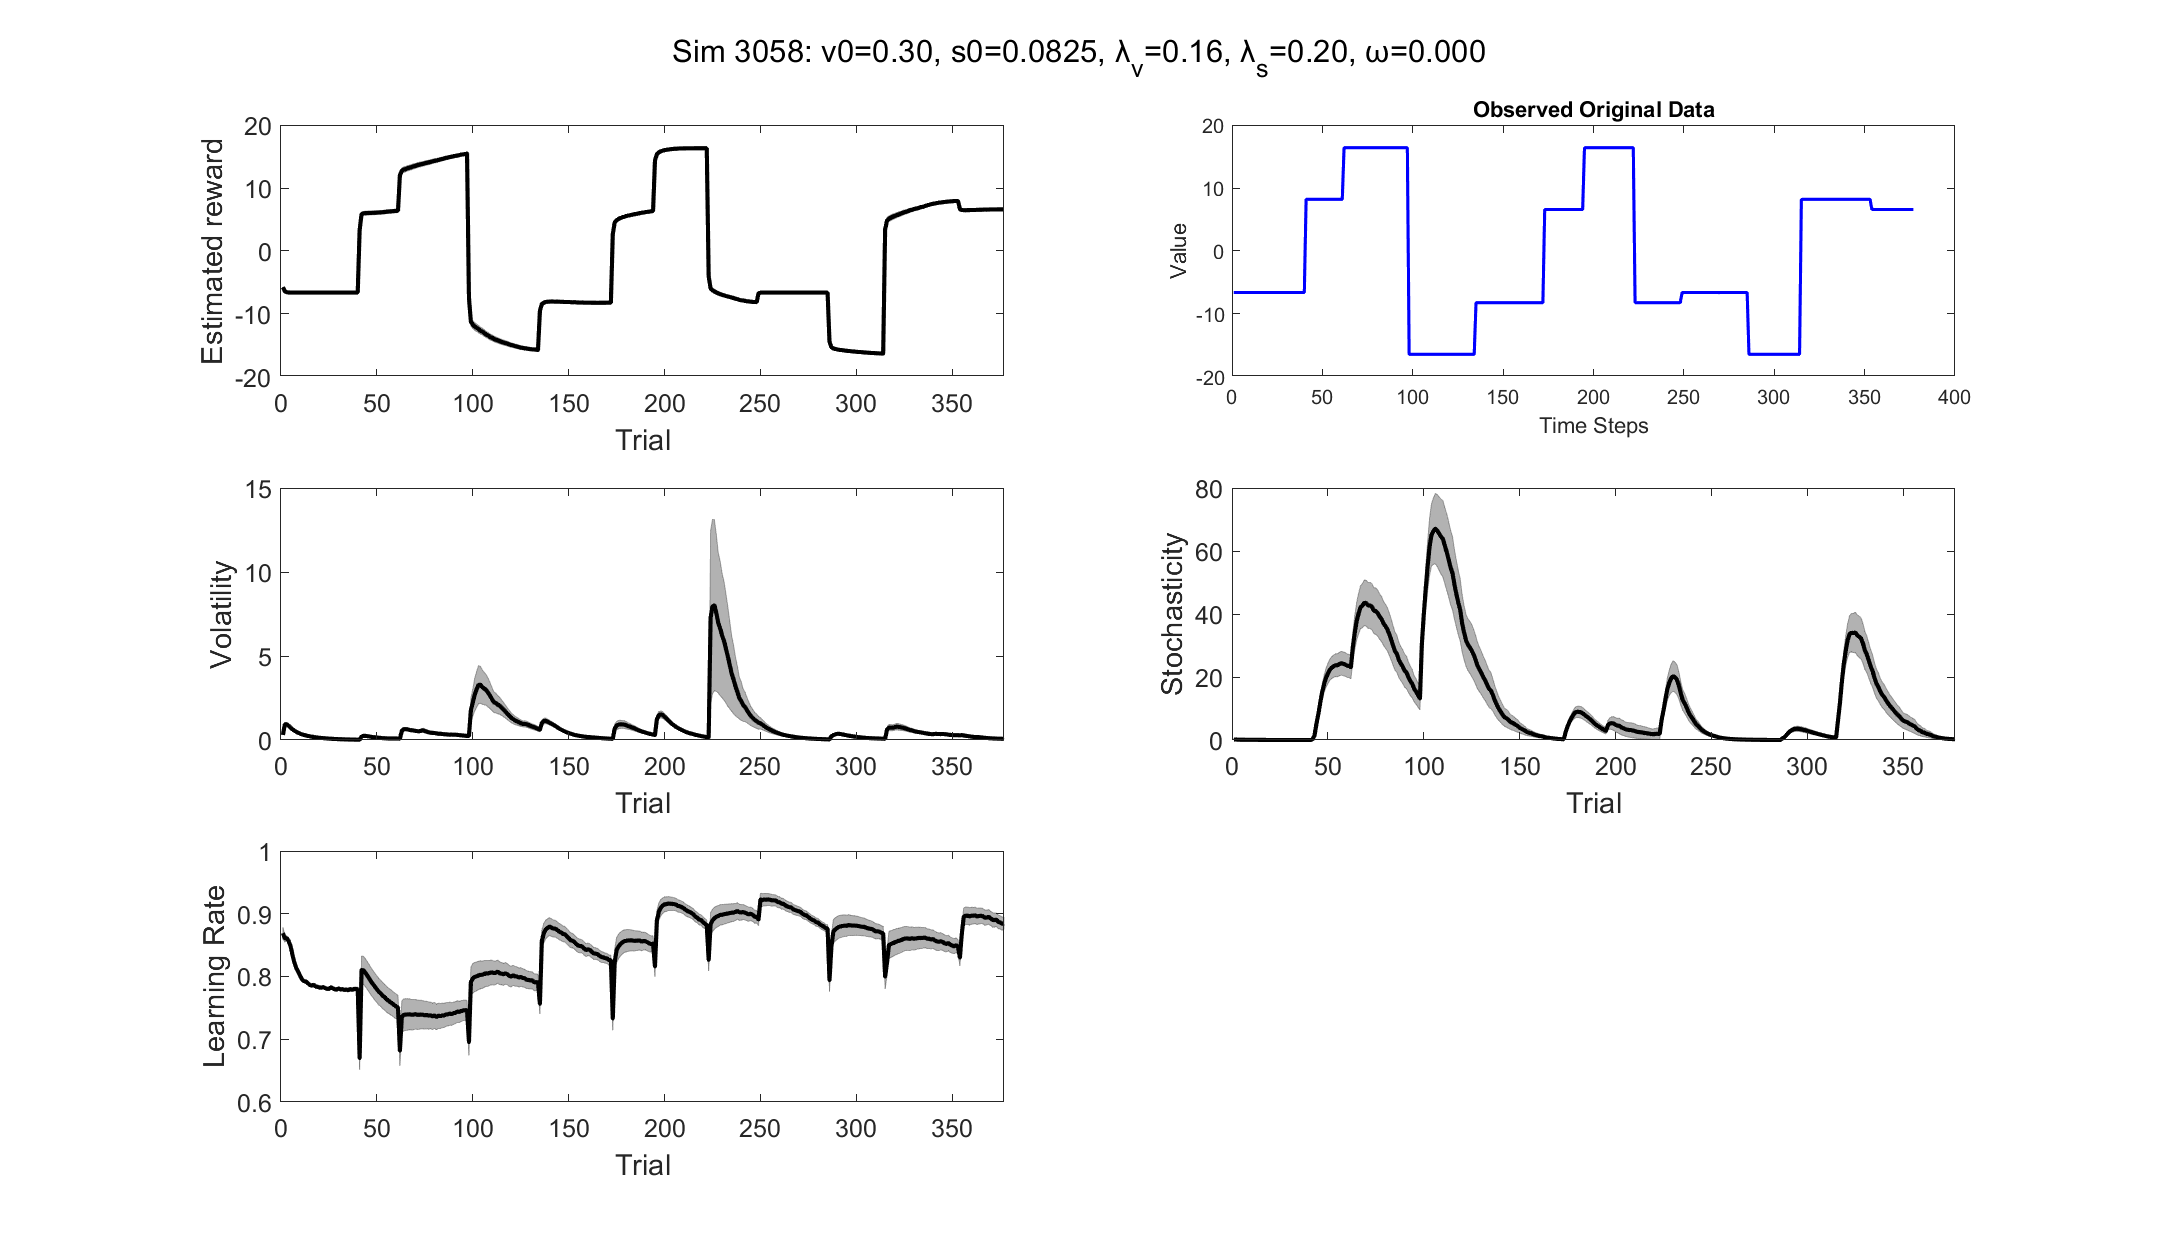 Sim 3058: v0=0.30, s0=0.0825, λv=0.16, λs=0.20, ω=0.000
Estimated reward
20
10
0
-10
-20
0 50 100 150 200 250 300 350
Trial
Observed Original Data
Value
20
10
0
-10
-20
0 50 100 150 200 250 300 350 400
Time Steps
Volatility
15
10
5
0
0 50 100 150 200 250 300 350
Trial
Stochasticity
80
60
40
20
0
0 50 100 150 200 250 300 350
Trial
Learning Rate
1
0.9
0.8
0.7
0.6
0 50 100 150 200 250 300 350
Trial